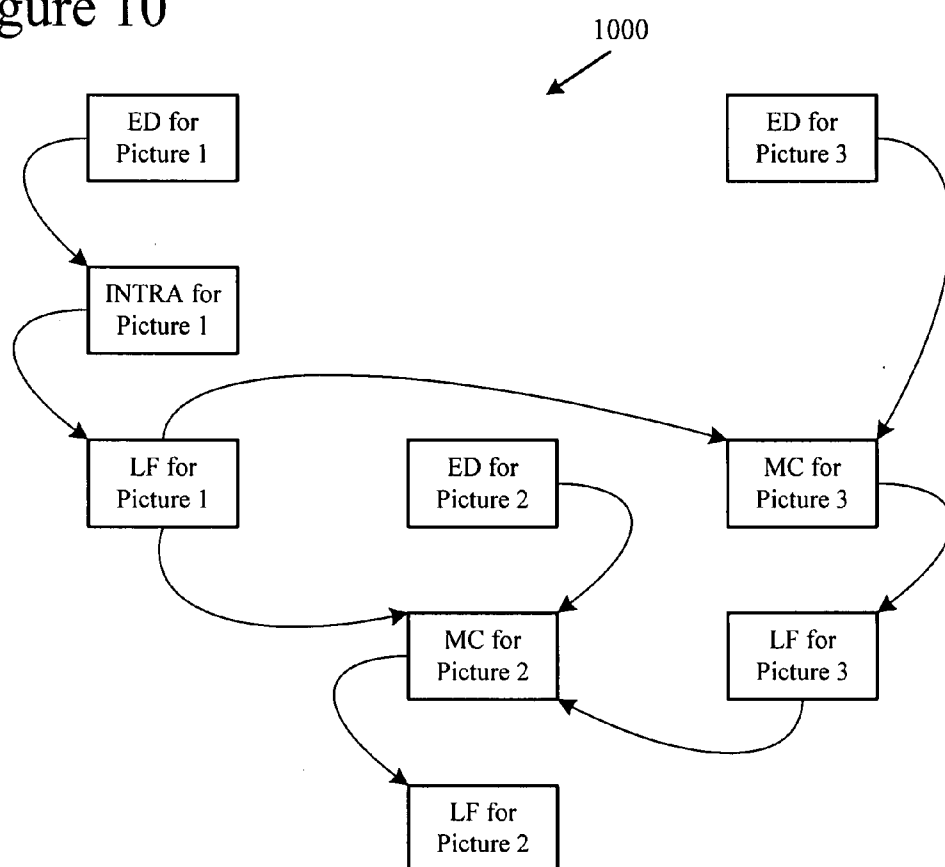 gure 10
1000
ED for
Picture 1
ED for
Picture 3
INTRA for
Picture 1
LF for
Picture 1
ED for
Picture 2
MC for
Picture 3
MC for
Picture 2
LF for
Picture 3
LF for
Picture 2